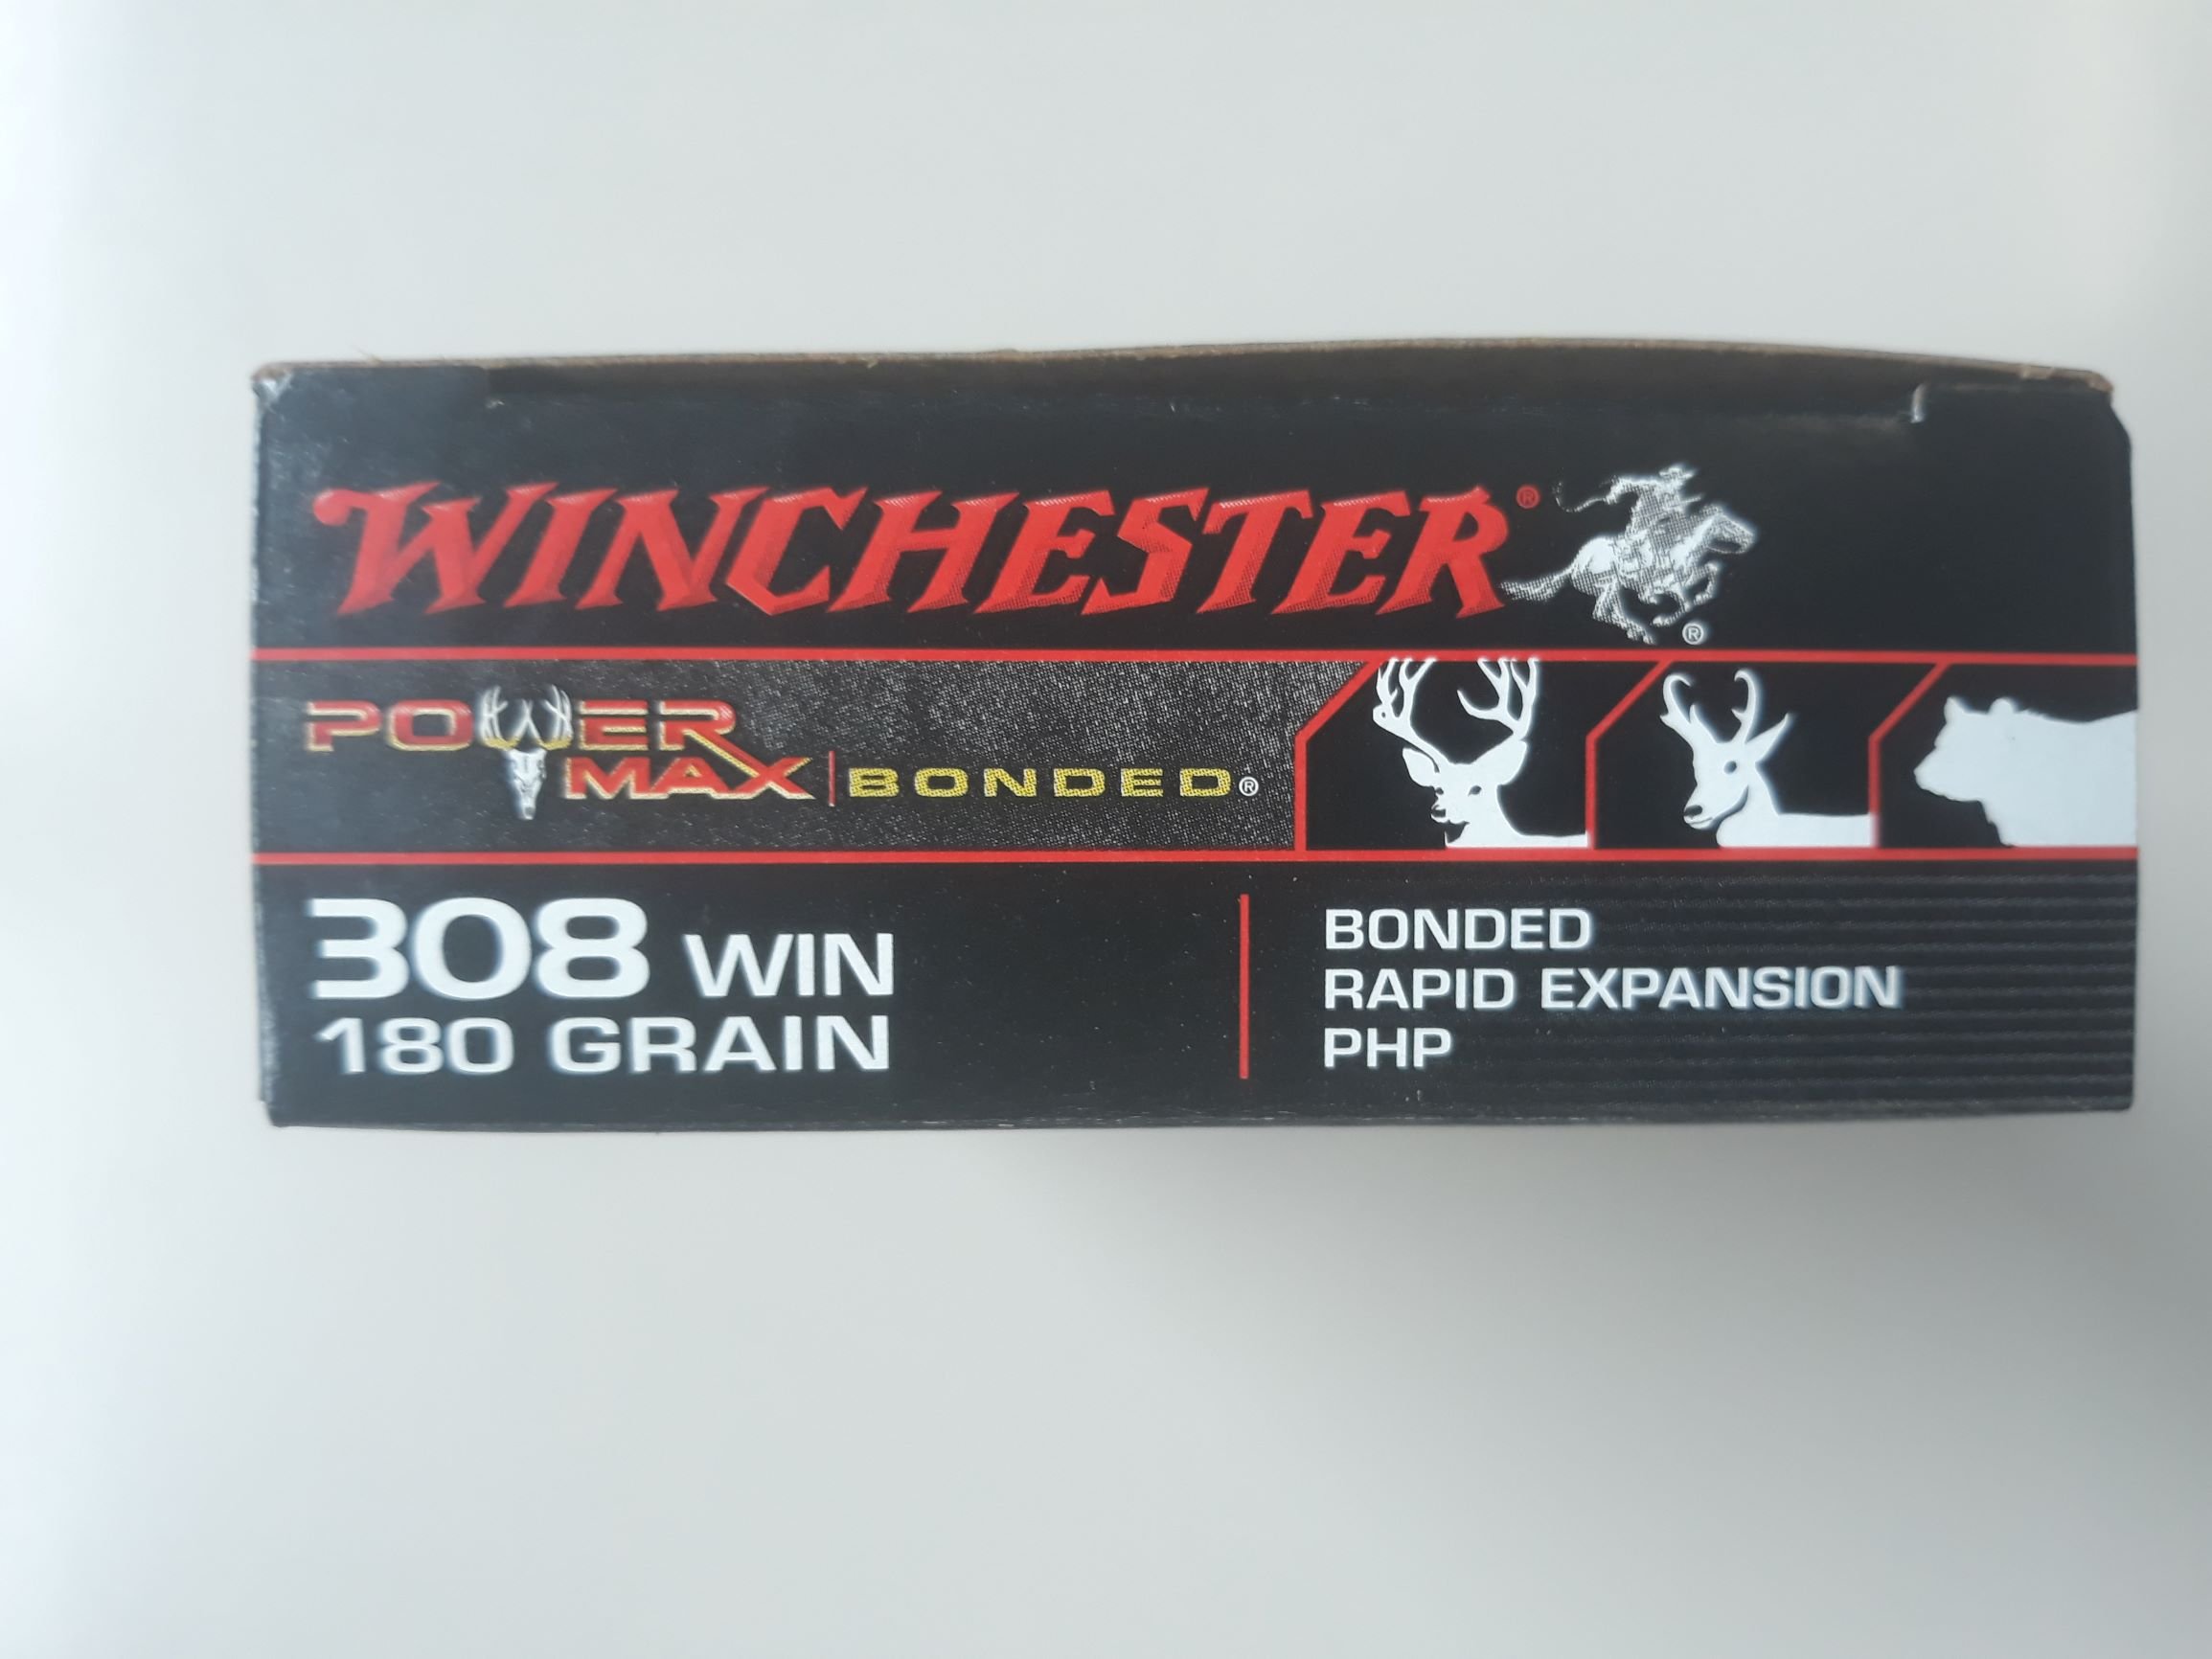 WINCHESTER®
®
POWER
MAX BONDED®
308 WIN
180 GRAIN
BONDED
RAPID EXPANSION
PHP